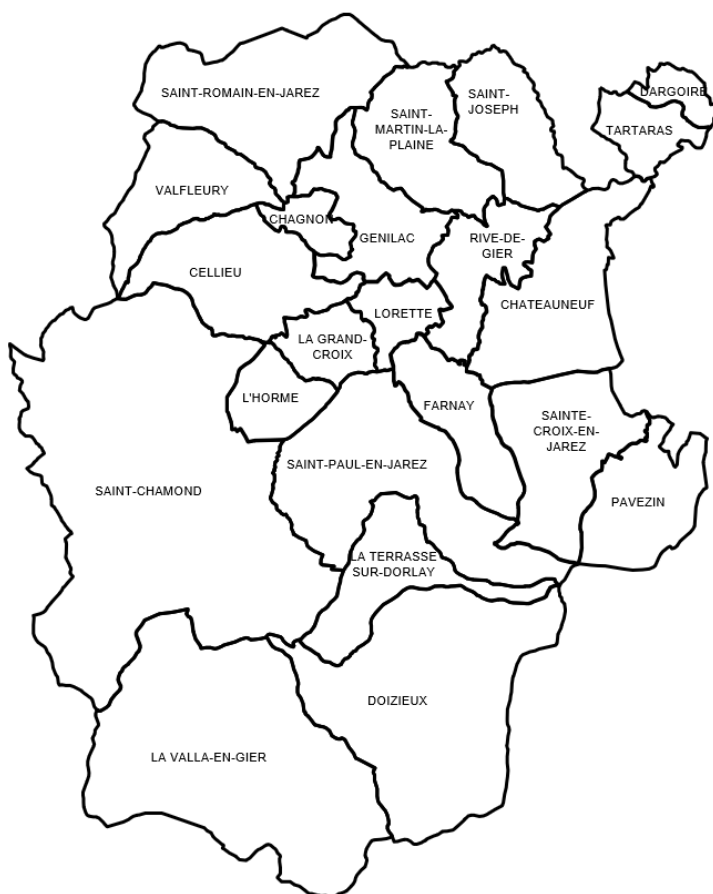 SAINT-ROMAIN-EN-JAREZ
SAINT-
JOSEPH
DARGOIRE
SAINT-
MARTIN-LA-
PLAINE
TARTARAS
VALFLEURY
CHAGNON
GENILAC
RIVE-DE-
GIER
CELLIEU
CHATEAUNEUF
LORETTE
LA GRAND-
CROIX
L'HORME
FARNAY
SAINTE-
CROIX-EN-
JAREZ
SAINT-PAUL-EN-JAREZ
SAINT-CHAMOND
PAVEZIN
LA TERRASSE
SUR-DORLAY
DOIZIEUX
LA VALLA-EN-GIER